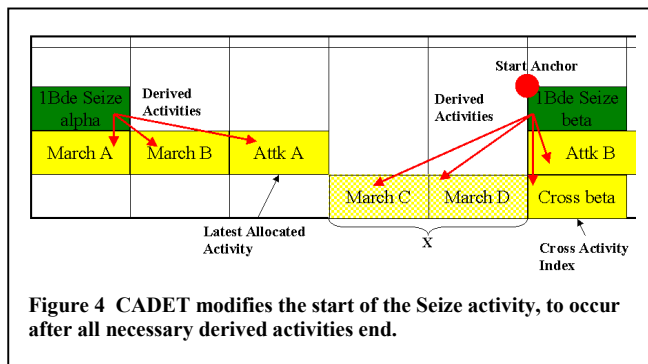 Start Anchor
1Bde Seize
alpha
Derived
Activities
Derived
Activities
1Bde Seize
beta
March A
March B
Attk A
Attk B
March C
March D
Cross beta
Latest Allocated
Activity
X
Cross Activity
Index
Figure 4 CADET modifies the start of the Seize activity, to occur
after all necessary derived activities end.